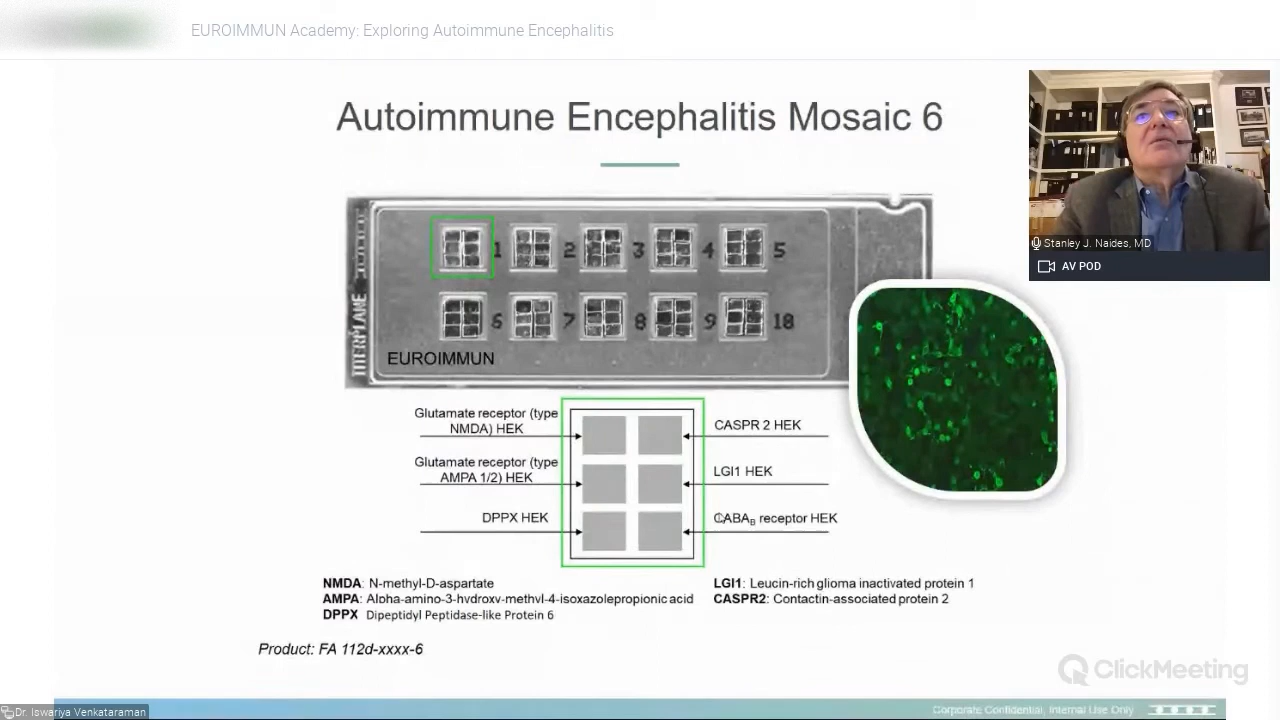 EUROIMMUN Academy: Exploring Autoimmune Encephalitis
Autoimmune Encephalitis Mosaic 6
Stanley J. Naides, MD
AV POD
1 2 3 4 5
6 7 8 9 10
EUROIMMUN
Glutamate receptor (type
NMDA) HEK
CASPR 2 HEK
Glutamate receptor (type
AMPA 1/2) HEK
LGI1 HEK
DPPX HEK
GABAB receptor HEK
NMDA: N-methyl-D-aspartate
AMPA: Alpha-amino-3-hydroxy-methyl-4-isoxazolepropionic acid
DPPX Dipeptidyl Peptidase-like Protein 6
LGI1: Leucin-rich glioma inactivated protein 1
CASPR2: Contactin-associated protein 2
Product: FA 112d-xxxx-6
ClickMeeting
Dr. Iswariya Venkataraman
Corporate Confidential, Internal Use Only